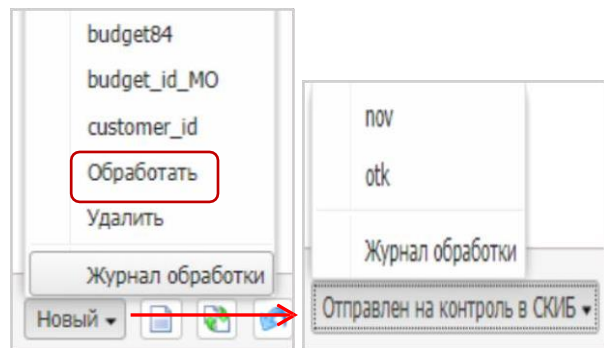 budget84
budget_id_MO
customer_id
Обработать
Удалить
Журнал обработки
Новый
nov
otk
Журнал обработки
Отправлен на контроль в СКИБ